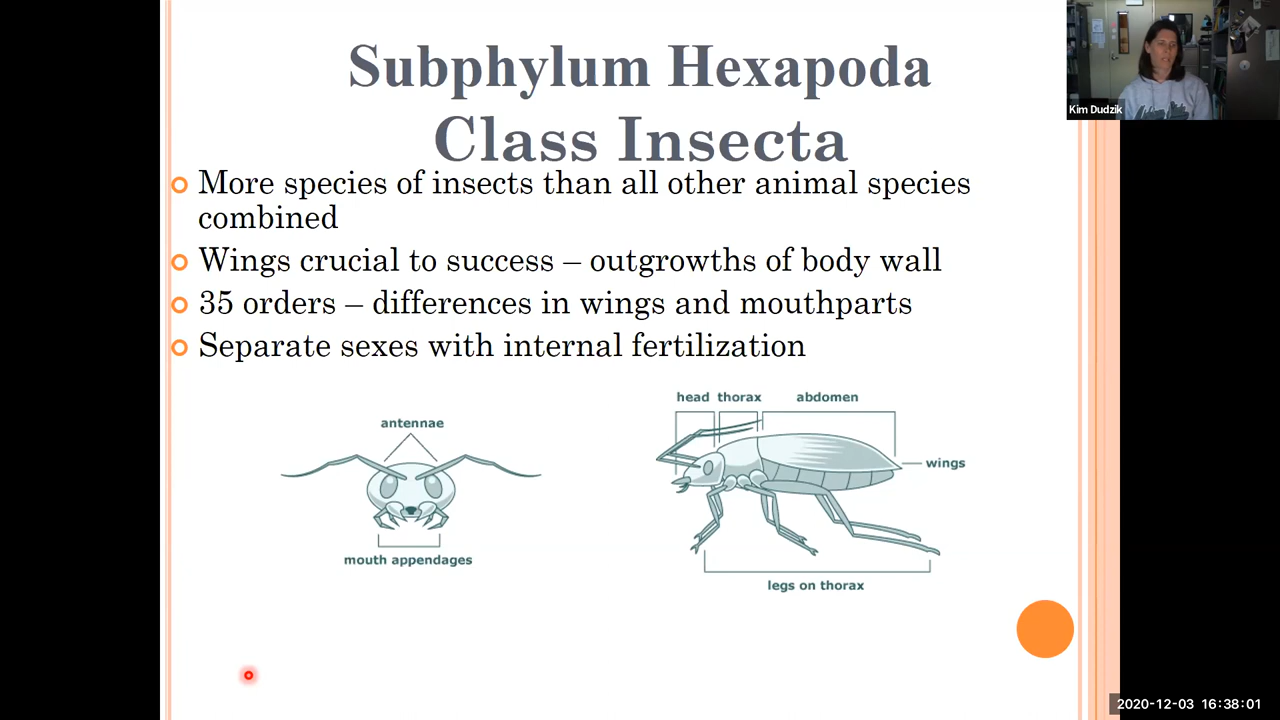 Subphylum Hexapoda
Class Insecta
More species of insects than all other animal species
combined
Wings crucial to success – outgrowths of body wall
35 orders – differences in wings and mouthparts
Separate sexes with internal fertilization
antennae
mouth appendages
head thorax abdomen
wings
legs on thorax
Kim Dudzik
2020-12-03 16:38:01